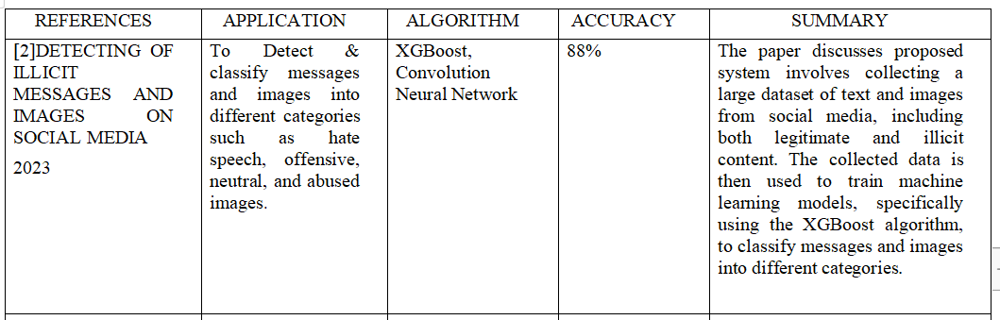 REFERENCES
APPLICATION
ALGORITHM
ACCURACY
SUMMARY
[2]DETECTING OF
ILLICIT
MESSAGES AND
IMAGES ON
SOCIAL MEDIA
2023
To Detect &
classify messages
and images into
different categories
such as hate
speech, offensive,
neutral, and abused
images.
XGBoost,
Convolution
Neural Network
88%
The paper discusses proposed
system involves collecting a
large dataset of text and images
from social media, including
both legitimate and illicit
content. The collected data is
then used to train machine
learning models, specifically
using the XGBoost algorithm,
to classify messages and images
into different categories.